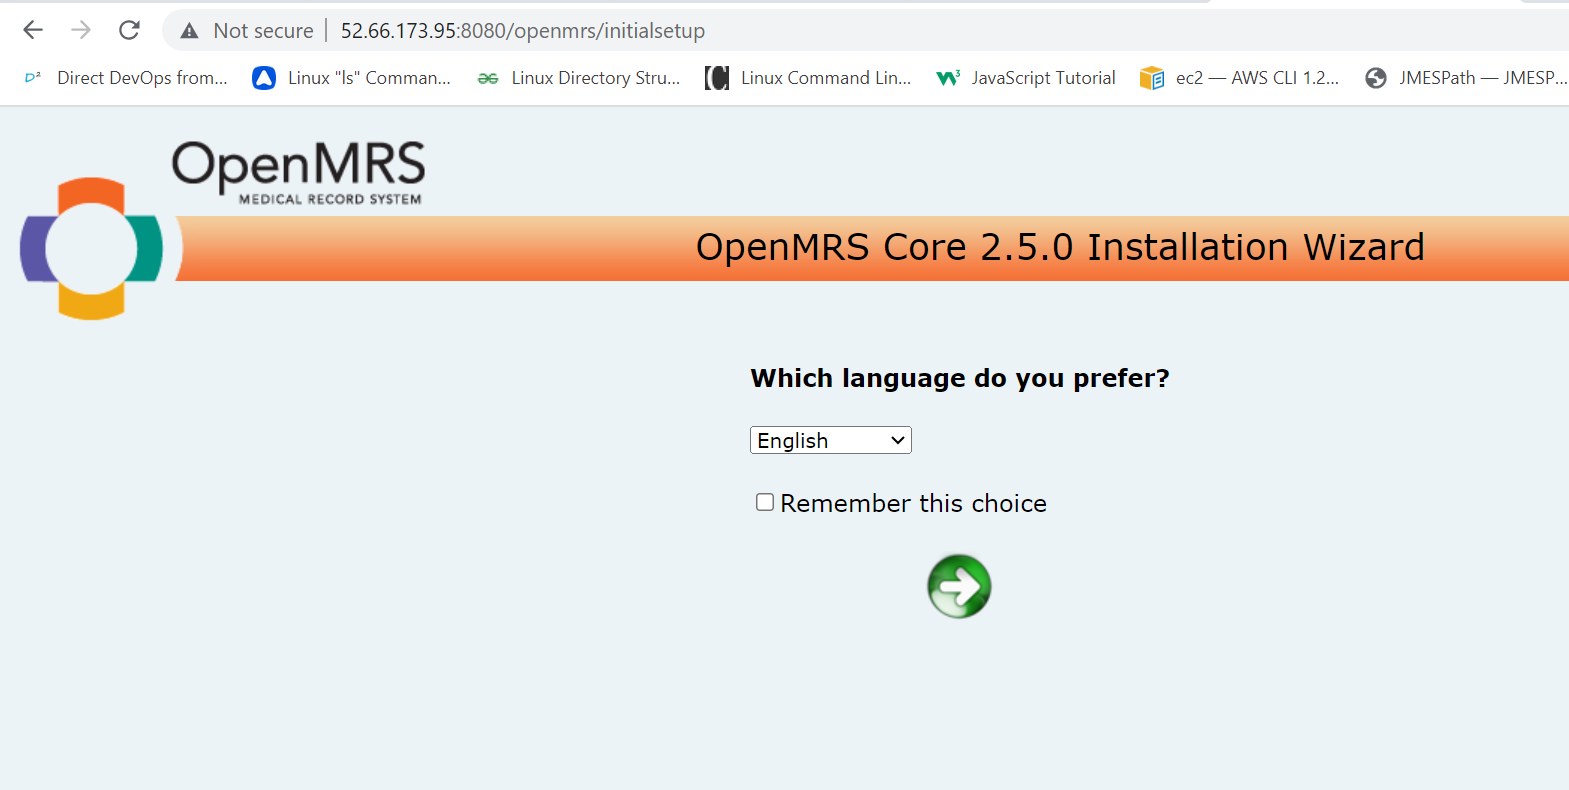 Not secure | 52.66.173.95:8080/openmrs/initialsetup
D² Direct DevOps from... Linux "ls" Comman... Linux Directory Stru... Linux Command Lin... JavaScript Tutorial ec2 — AWS CLI 1.2... JMESPath — JMESP...
OpenMRS
MEDICAL RECORD SYSTEM
OpenMRS Core 2.5.0 Installation Wizard
Which language do you prefer?
English
Remember this choice